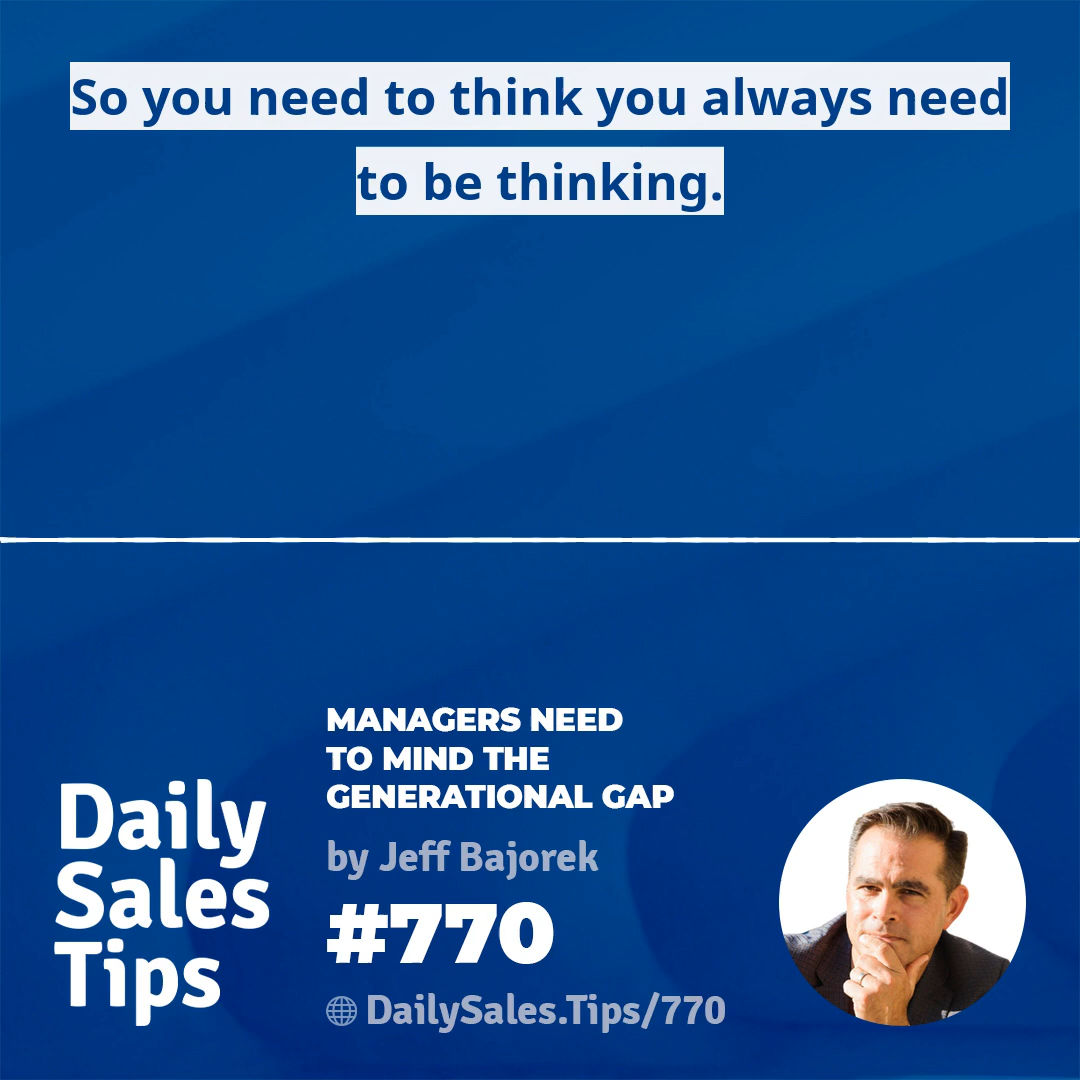 So you need to think you always need
to be thinking.
MANAGERS NEED
TO MIND THE
GENERATIONAL GAP
by Jeff Bajorek
#770
DailySales.Tips/770
Daily
Sales
Tips